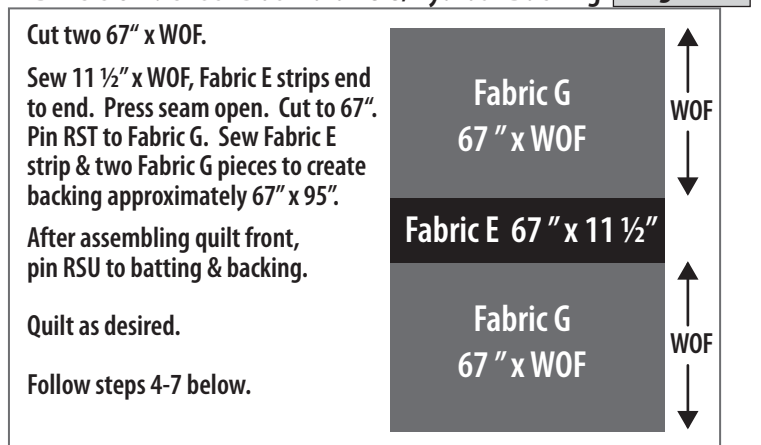 Cut two 67“ x WOF.
Sew 11 ½” x WOF, Fabric E strips end
to end. Press seam open. Cut to 67“.
Pin RST to Fabric G. Sew Fabric E
strip & two Fabric G pieces to create
backing approximately 67” x 95”.
After assembling quilt front,
pin RSU to batting & backing.
Quilt as desired.
Follow steps 4-7 below.
Fabric G
67 ” x WOF
WOF
Fabric E 67 ” x 11 ½”
Fabric G
67 ” x WOF
WOF